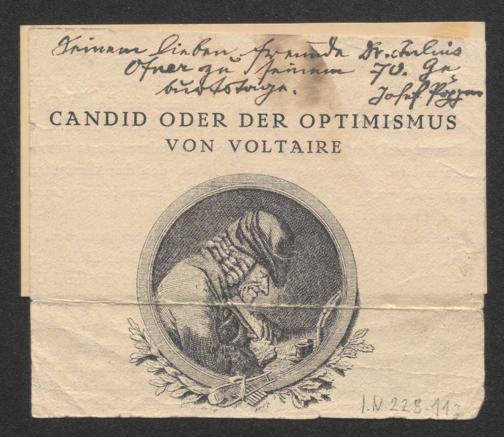 Seinem lieben Freunde Dr. Julius
Ofner zu seinem 70. Ge-
burtstage.
Josef Popper
CANDID ODER DER OPTIMISMUS
VON VOLTAIRE
I.N 228.113